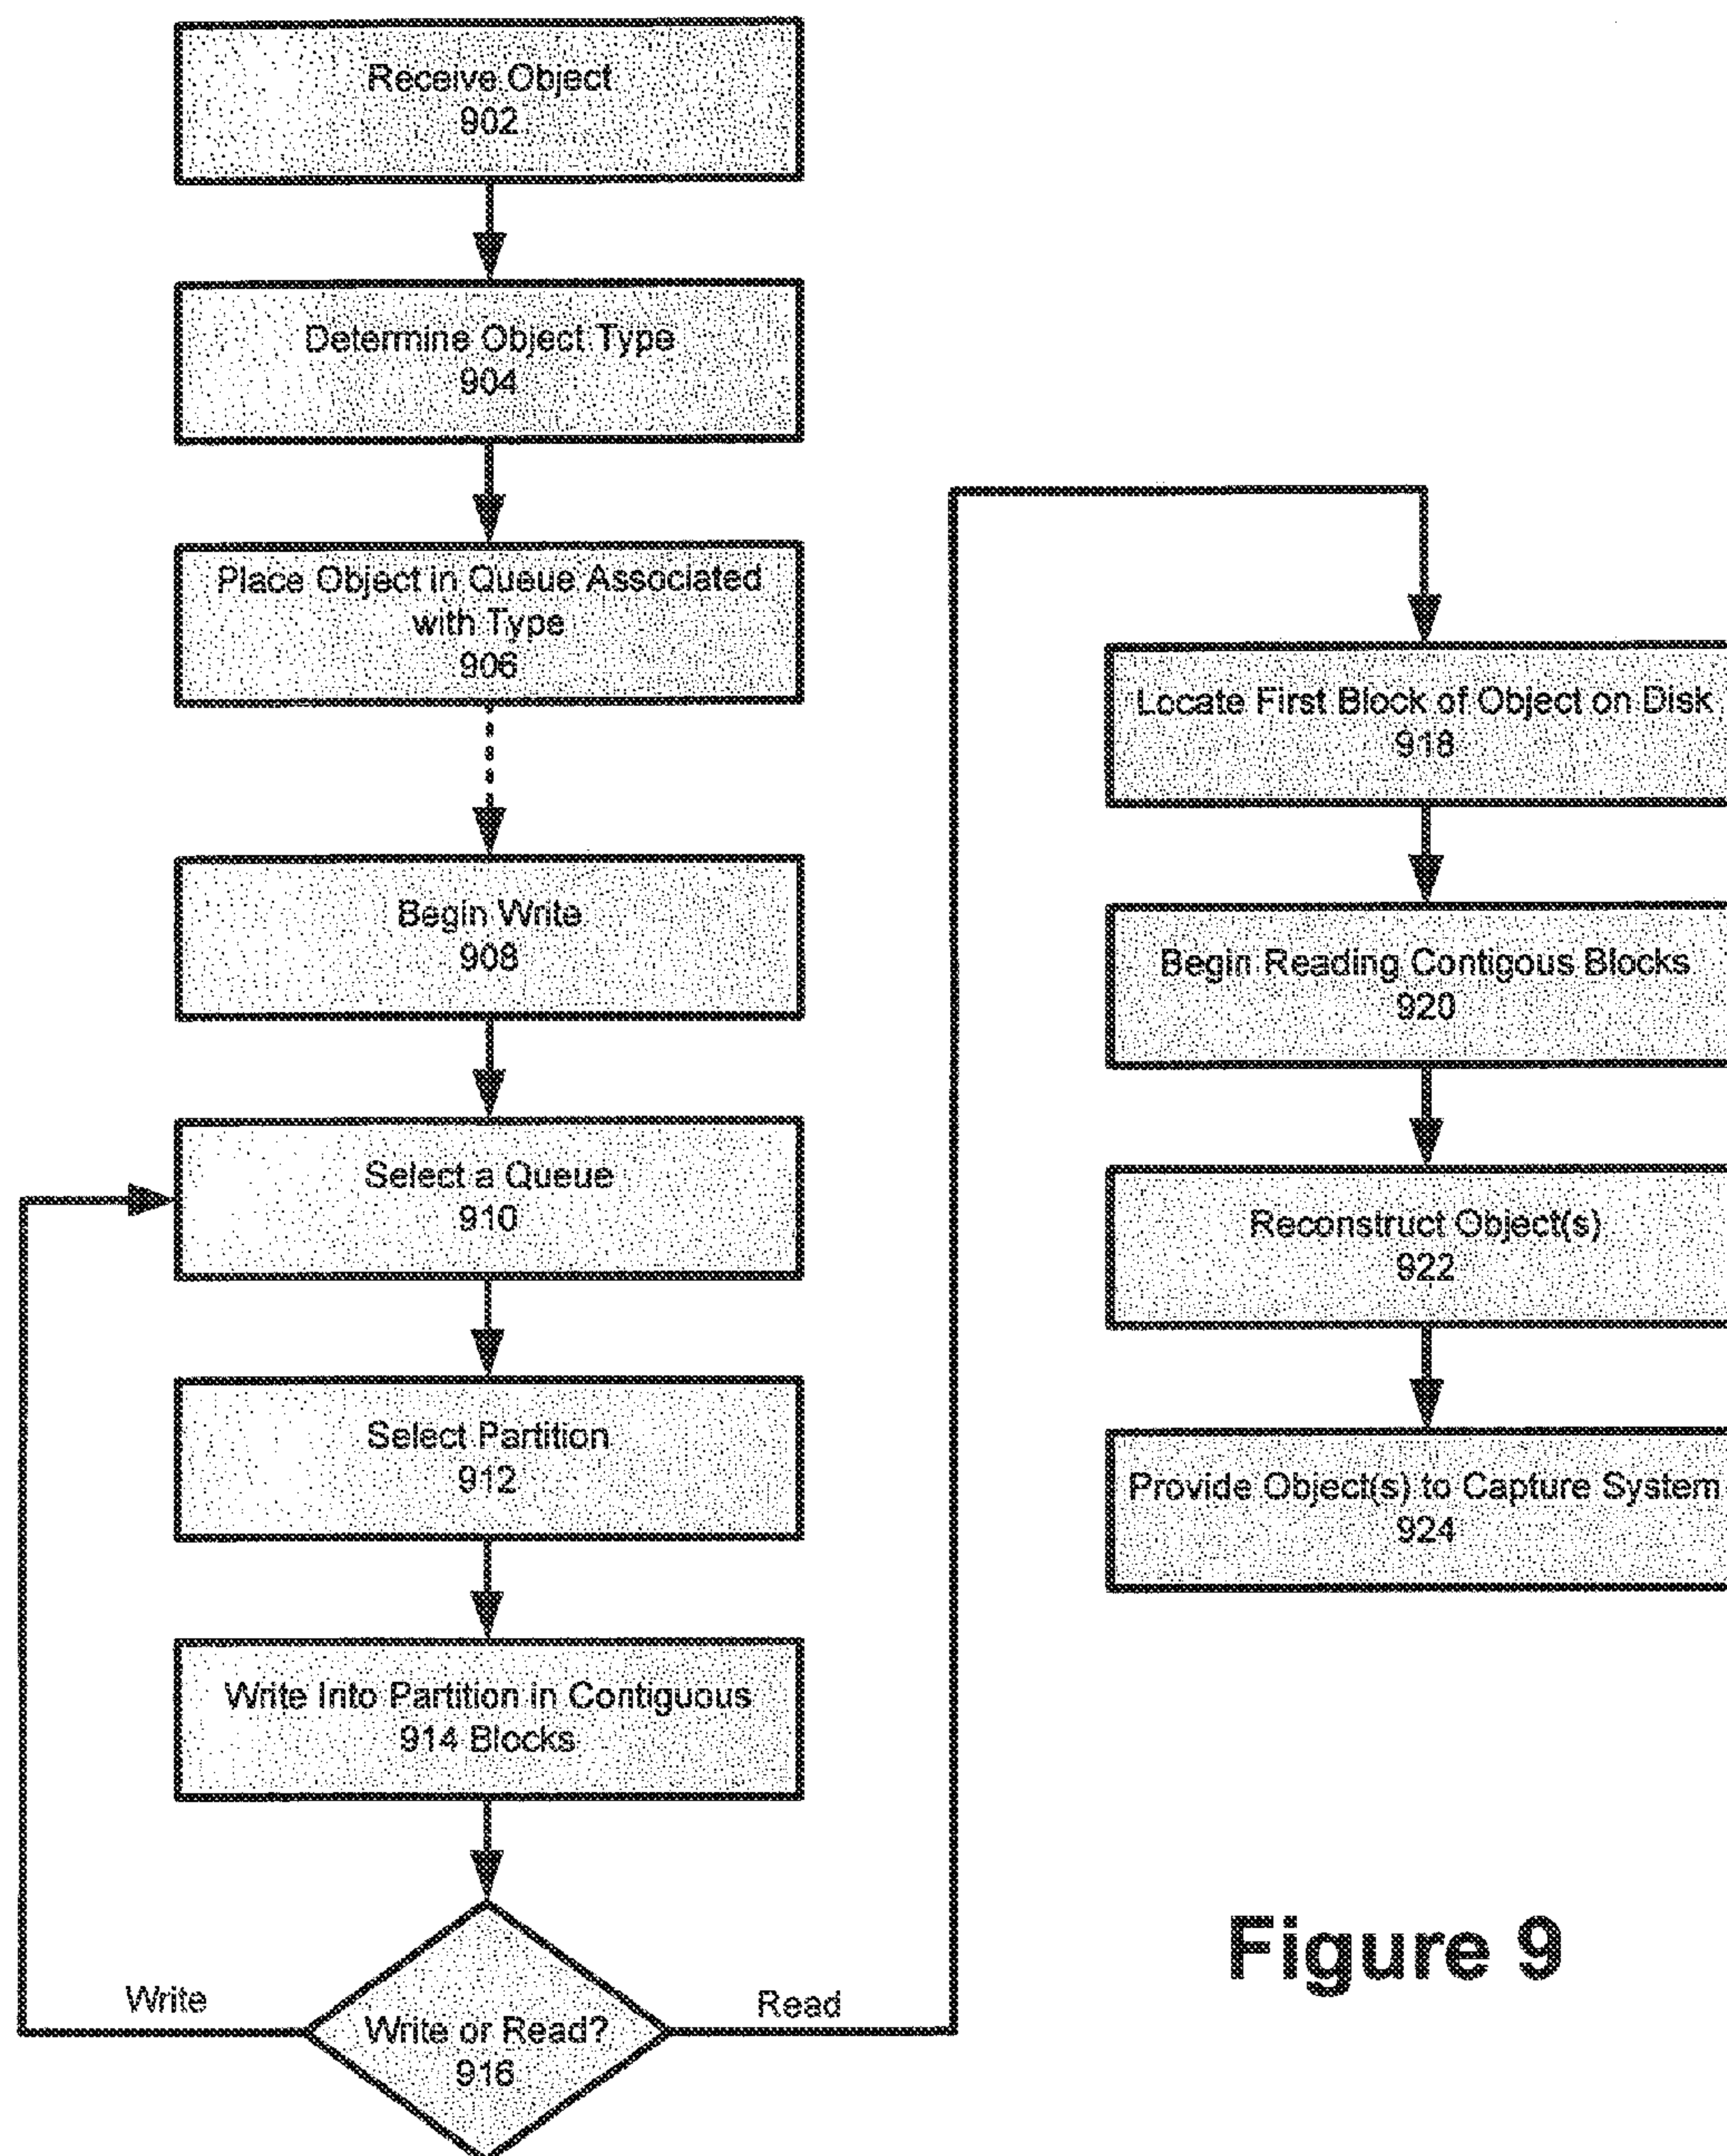 Receive Object
902
Determine Object Type
904
Place Object in Queue Associated
with Type
906
Begin Write
908
Select a Queue
910
Select Partition
912
Write Into Partition in Contiguous
914 Blocks
Write
Write or Read?
916
Read
Locate First Block of Object on Disk
918
Begin Reading Contigous Blocks
920
Reconstruct Object(s)
922
Provide Object(s) to Capture System
924
Figure 9